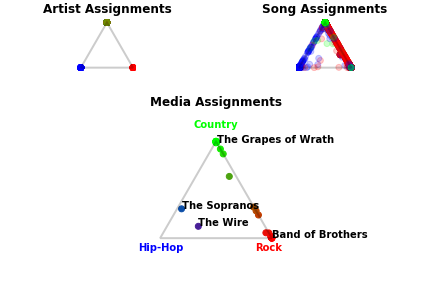 Artist Assignments
Song Assignments
Media Assignments
Country
The Grapes of Wrath
The Sopranos
The Wire
Band of Brothers
Hip-Hop
Rock